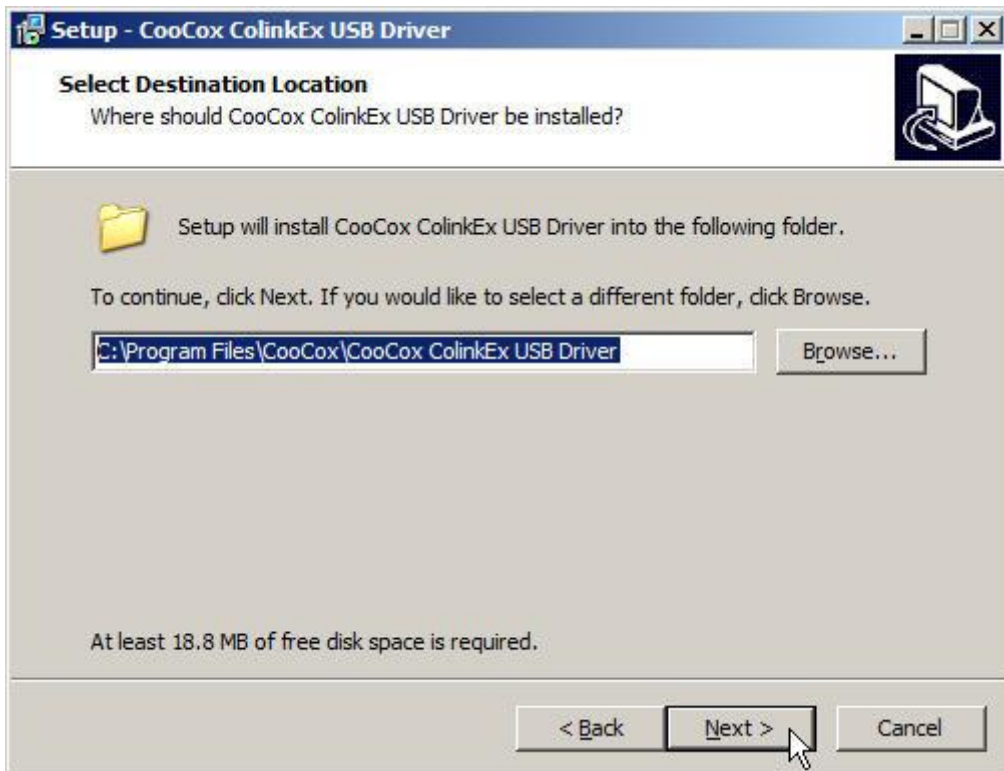 Setup - CooCox ColinkEx USB Driver
Select Destination Location
Where should CooCox ColinkEx USB Driver be installed?
Setup will install CooCox ColinkEx USB Driver into the following folder.
To continue, click Next. If you would like to select a different folder, click Browse.
C:\Program Files\CooCox\CooCox ColinkEx USB Driver
Browse...
At least 18.8 MB of free disk space is required.
< Back
Next >
Cancel